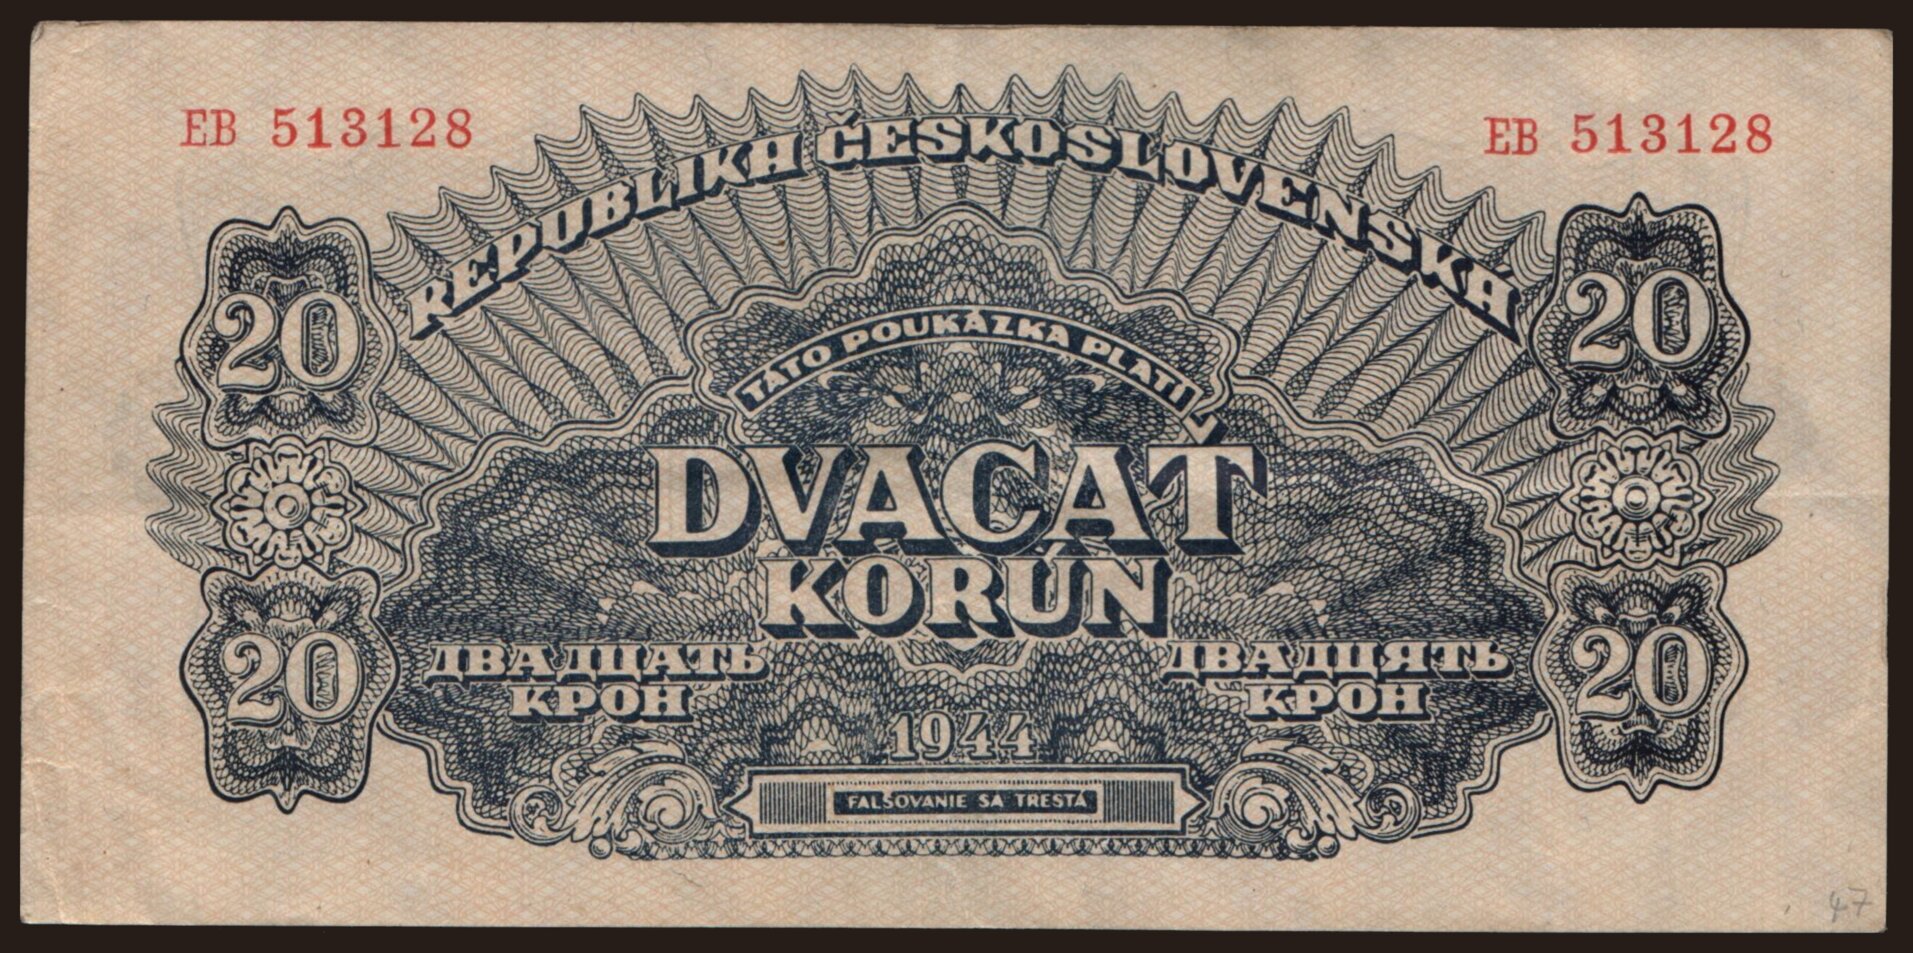 EB 513128
EB 513128
REPUBLIKA ČESKOSLOVENSKÁ
20
20
TÁTO POUKÁZKA PLATÍ
DVACAT
KORÚN
20
20
ДВАДЦАТЬ
КРОН
ДВАДЦЯТЬ
КРОН
1944
FALŠOVANIE SA TRESTÁ
47